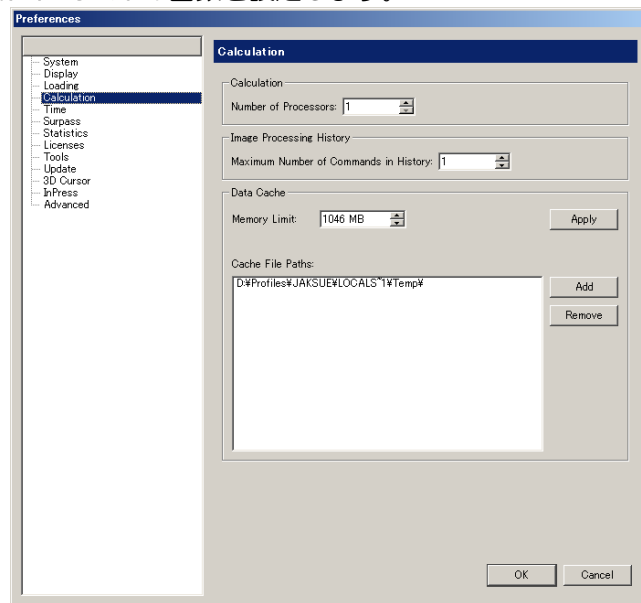 Preferences
System
Display
Loading
Calculation
Time
Surpass
Statistics
Licenses
Tools
Update
3D Cursor
InPress
Advanced
Calculation
Calculation
Number of Processors: 1
Image Processing History
Maximum Number of Commands in History: 1
Data Cache
Memory Limit: 1046 MB
Apply
Cache File Paths:
D:¥Profiles¥JAKSUE¥LOCALS~1¥Temp¥
Add
Remove
OK
Cancel